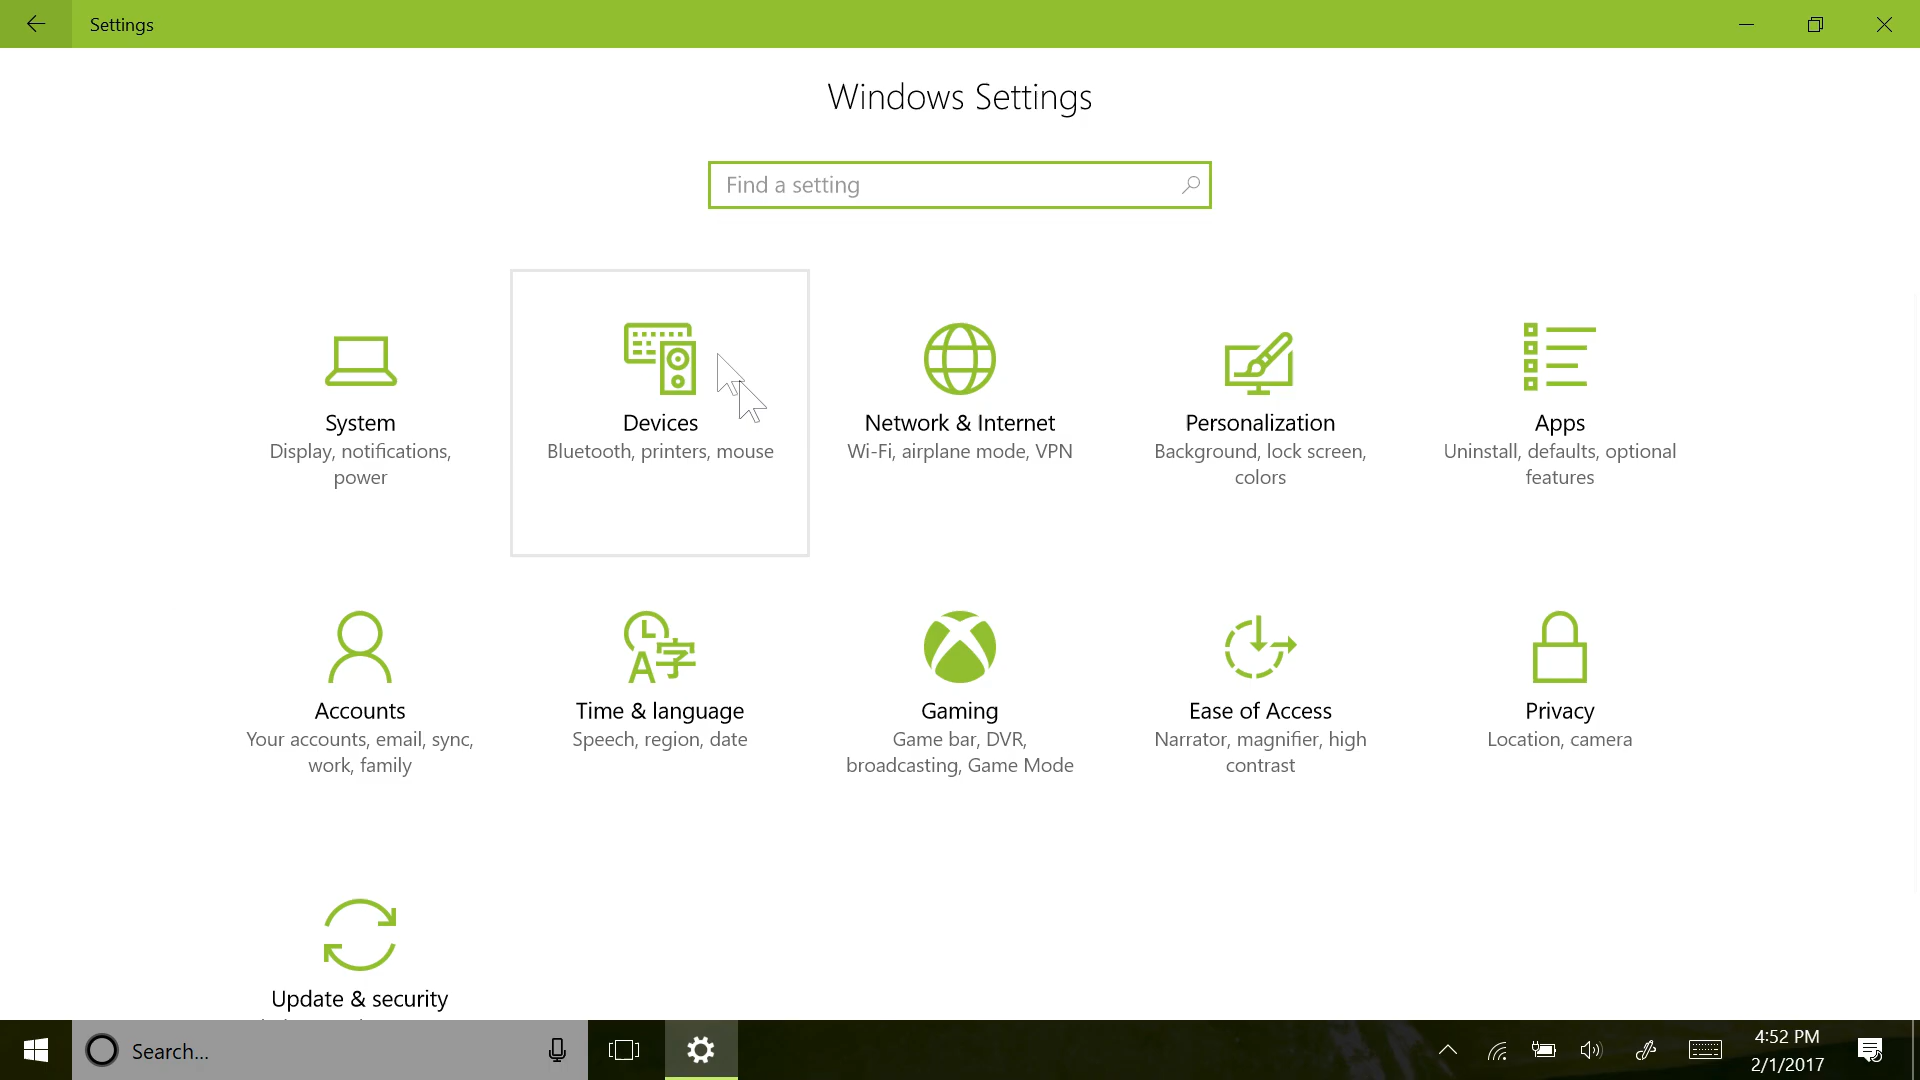 Settings
Windows Settings
Find a setting
System
Display, notifications,
power
Devices
Bluetooth, printers, mouse
Network & Internet
Wi-Fi, airplane mode, VPN
Personalization
Background, lock screen,
colors
Apps
Uninstall, defaults, optional
features
Accounts
Your accounts, email, sync,
work, family
Time & language
Speech, region, date
Gaming
Game bar, DVR,
broadcasting, Game Mode
Ease of Access
Narrator, magnifier, high
contrast
Privacy
Location, camera
Update & security
Search...
4:52 PM
2/1/2017